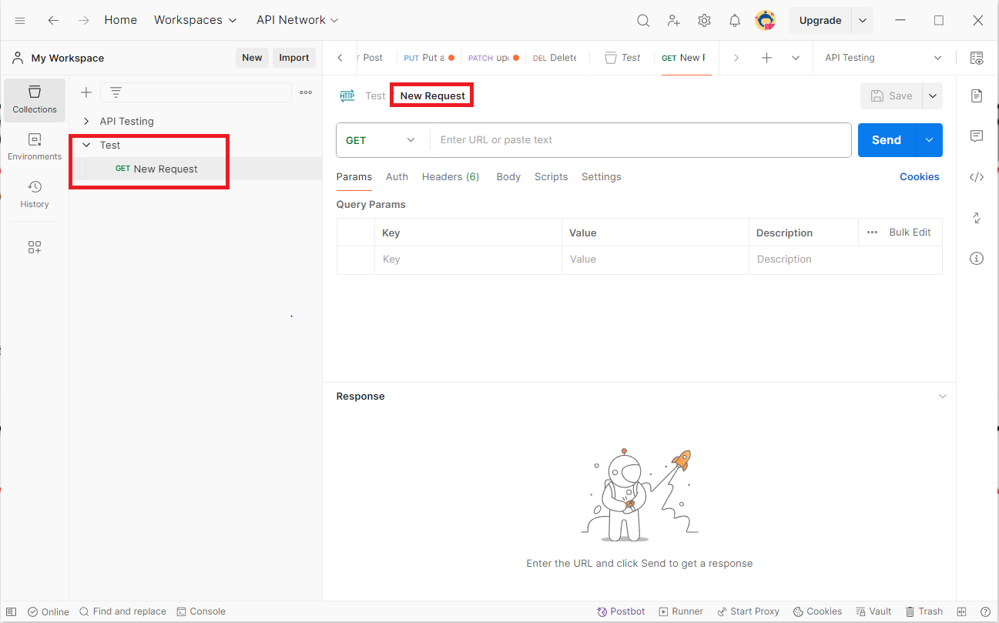 Home Workspaces API Network Upgrade
My Workspace New Import
Post PUT Put a PATCH upc DEL Delete Test GET New F API Testing
Collections
Environments
History
API Testing
Test
GET New Request
HTTP Test New Request Save
GET Enter URL or paste text Send
Params Auth Headers (6) Body Scripts Settings Cookies
Query Params
Key Value Description Bulk Edit
Key Value Description
Response
Enter the URL and click Send to get a response
Online Find and replace Console Postbot Runner Start Proxy Cookies Vault Trash